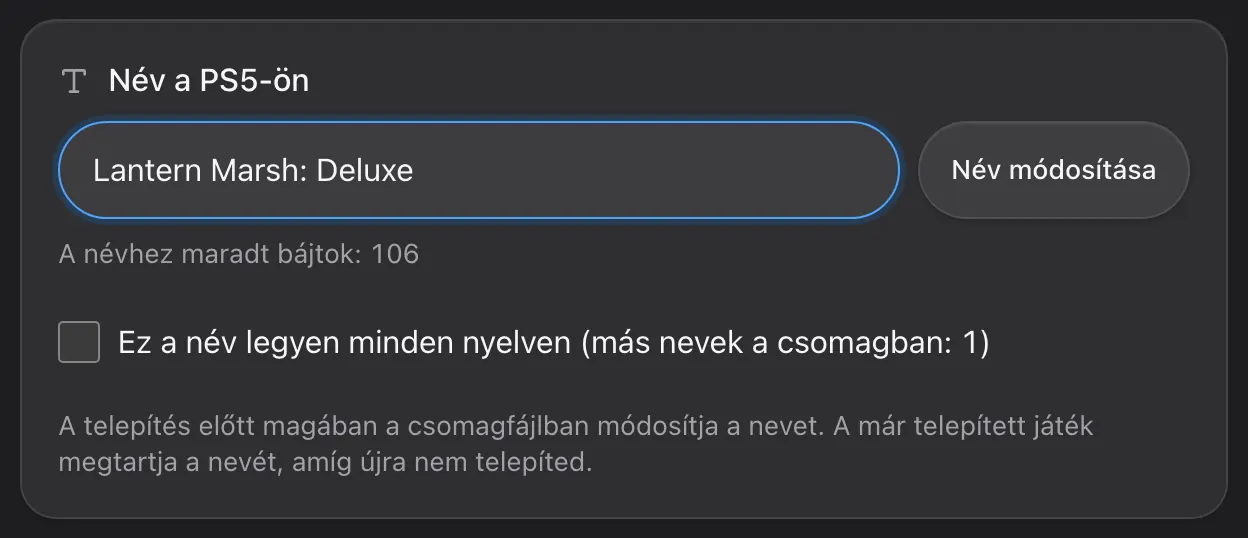 Név a PS5-ön
Lantern Marsh: Deluxe
Név módosítása
A névhez maradt bájtok: 106
Ez a név legyen minden nyelven (más nevek a csomagban: 1)
A telepítés előtt magában a csomagfájlban módosítja a nevet. A már telepített játék
megtartja a nevét, amíg újra nem telepíted.